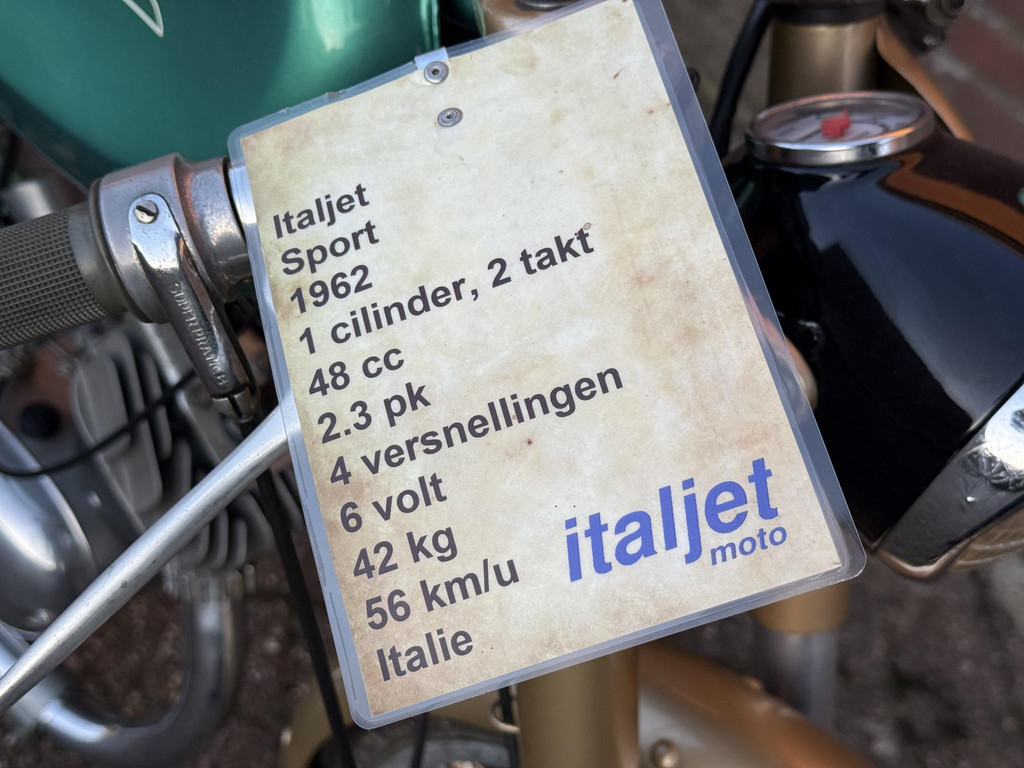 Italjet
Sport
1962
1 cilinder, 2 takt
48 cc
2.3 pk
4 versnellingen
6 volt
42 kg
56 km/u
Italie
italjet
moto